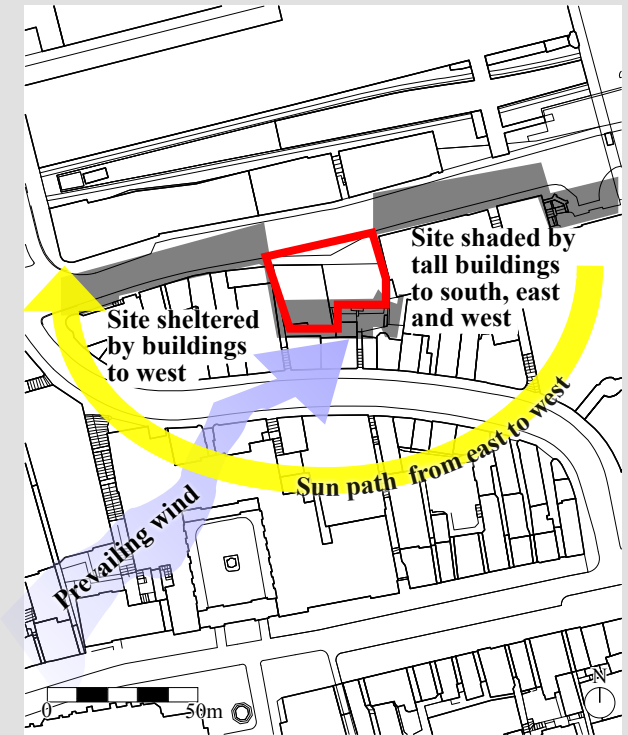 Site shaded by
tall buildings
to south, east
and west
Site sheltered
by buildings
to west
Sun path from east to west
Prevailing wind
0 50m
N